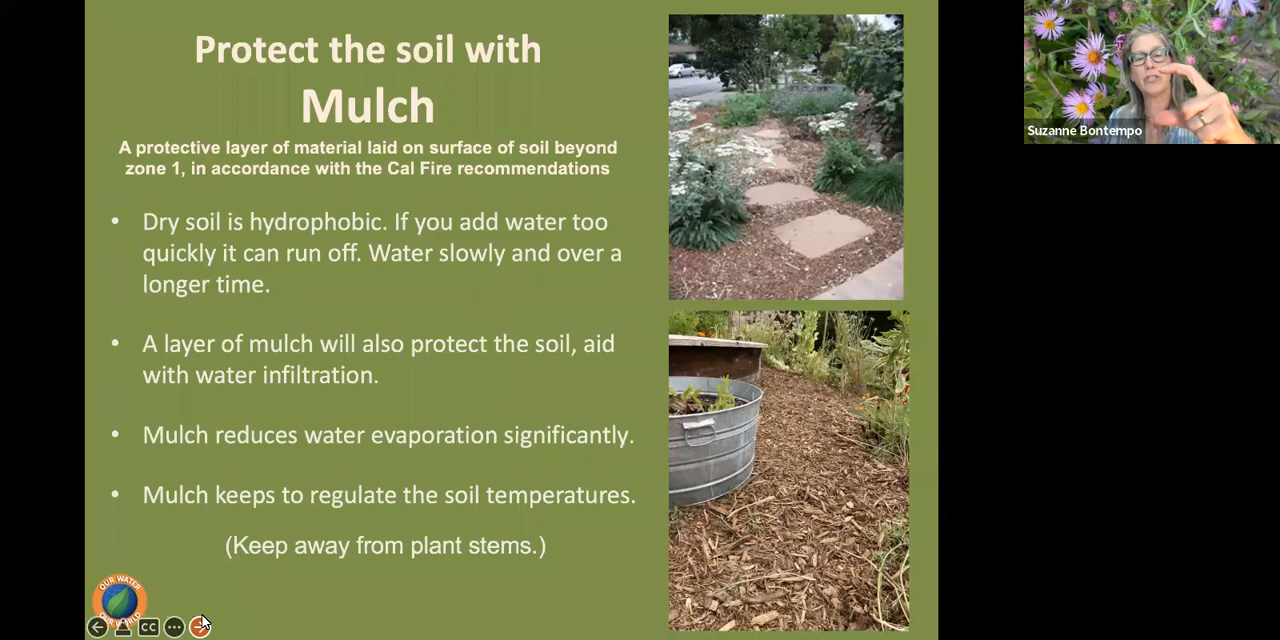 Protect the soil with
Mulch
A protective layer of material laid on surface of soil beyond
zone 1, in accordance with the Cal Fire recommendations
• Dry soil is hydrophobic. If you add water too
quickly it can run off. Water slowly and over a
longer time.
• A layer of mulch will also protect the soil, aid
with water infiltration.
• Mulch reduces water evaporation significantly.
• Mulch keeps to regulate the soil temperatures.
(Keep away from plant stems.)
OUR WATER
OUR WORLD
CC
Suzanne Bontempo